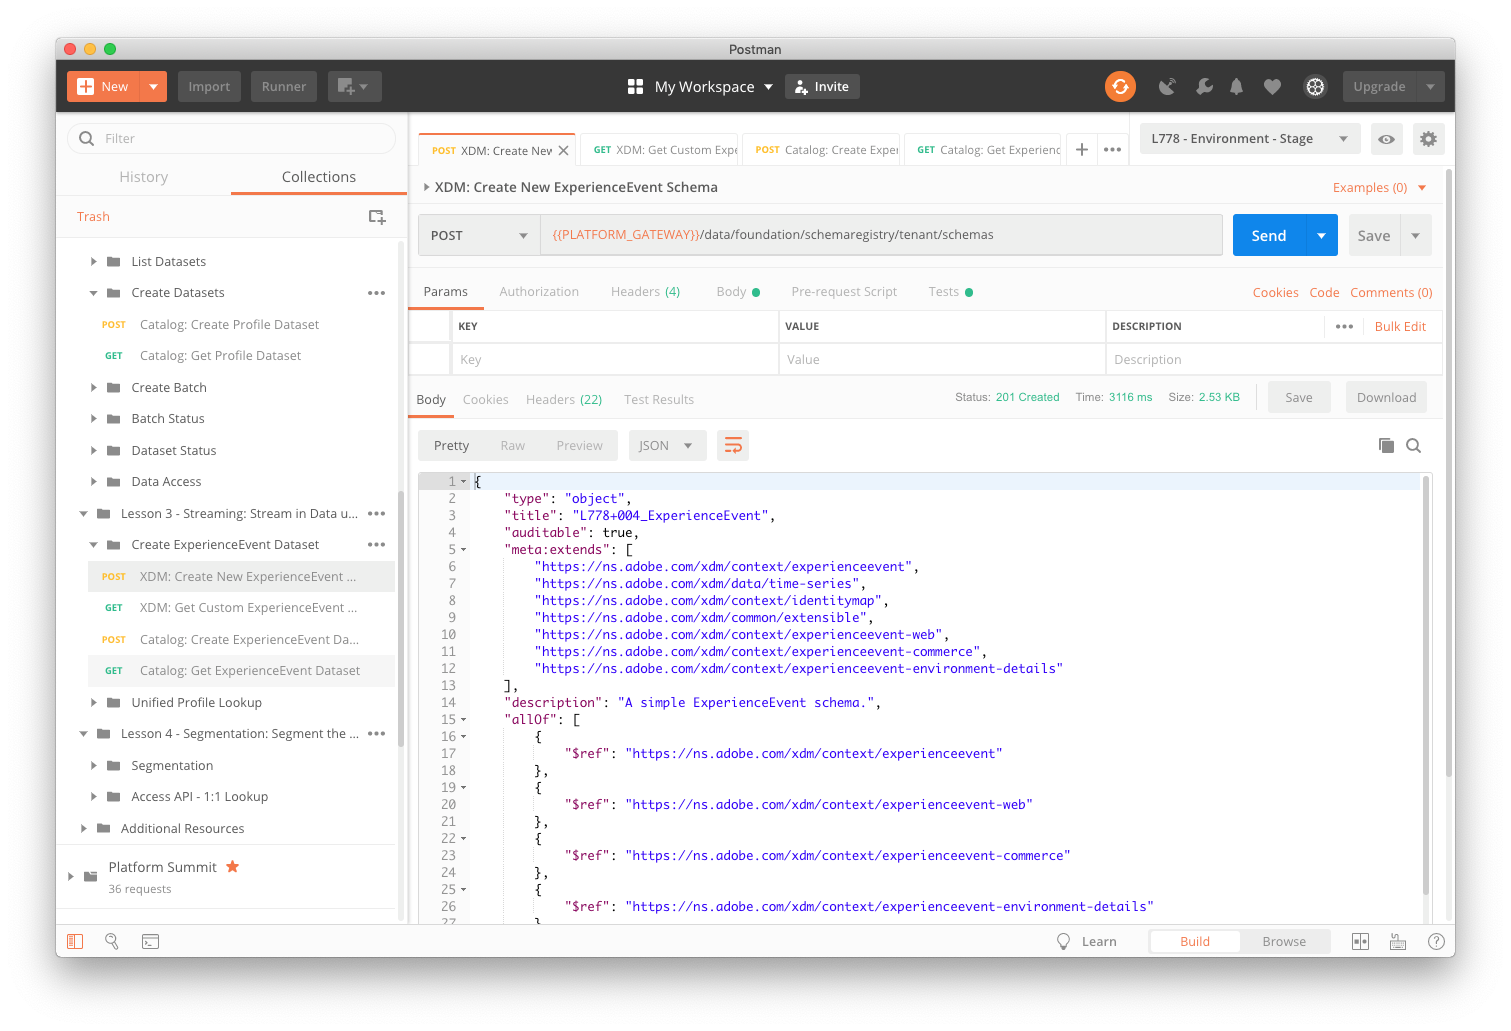 Postman
New
Import
Runner
My Workspace
Invite
Upgrade
Filter
History
Collections
Trash
List Datasets
Create Datasets
POST Catalog: Create Profile Dataset
GET Catalog: Get Profile Dataset
Create Batch
Batch Status
Dataset Status
Data Access
Lesson 3 - Streaming: Stream in Data u...
Create ExperienceEvent Dataset
POST XDM: Create New ExperienceEvent ...
GET XDM: Get Custom ExperienceEvent ...
POST Catalog: Create ExperienceEvent Da...
GET Catalog: Get ExperienceEvent Dataset
Unified Profile Lookup
Lesson 4 - Segmentation: Segment the ...
Segmentation
Access API - 1:1 Lookup
Additional Resources
Platform Summit
36 requests
POST XDM: Create New
GET XDM: Get Custom Expe
POST Catalog: Create Exper
GET Catalog: Get Experienc
L778 - Environment - Stage
XDM: Create New ExperienceEvent Schema
Examples (0)
POST
{{PLATFORM_GATEWAY}}/data/foundation/schemaregistry/tenant/schemas
Send
Save
Params
Authorization
Headers (4)
Body
Pre-request Script
Tests
Cookies
Code
Comments (0)
KEY
VALUE
DESCRIPTION
Bulk Edit
Key
Value
Description
Body
Cookies
Headers (22)
Test Results
Status: 201 Created
Time: 3116 ms
Size: 2.53 KB
Save
Download
Pretty
Raw
Preview
JSON
1 {
2 "type": "object",
3 "title": "L778+004_ExperienceEvent",
4 "auditable": true,
5 "meta:extends": [
6 "https://ns.adobe.com/xdm/context/experienceevent",
7 "https://ns.adobe.com/xdm/data/time-series",
8 "https://ns.adobe.com/xdm/context/identitymap",
9 "https://ns.adobe.com/xdm/common/extensible",
10 "https://ns.adobe.com/xdm/context/experienceevent-web",
11 "https://ns.adobe.com/xdm/context/experienceevent-commerce",
12 "https://ns.adobe.com/xdm/context/experienceevent-environment-details"
13 ],
14 "description": "A simple ExperienceEvent schema.",
15 "allOf": [
16 {
17 "$ref": "https://ns.adobe.com/xdm/context/experienceevent"
18 },
19 {
20 "$ref": "https://ns.adobe.com/xdm/context/experienceevent-web"
21 },
22 {
23 "$ref": "https://ns.adobe.com/xdm/context/experienceevent-commerce"
24 },
25 {
26 "$ref": "https://ns.adobe.com/xdm/context/experienceevent-environment-details"
27 }
Learn
Build
Browse